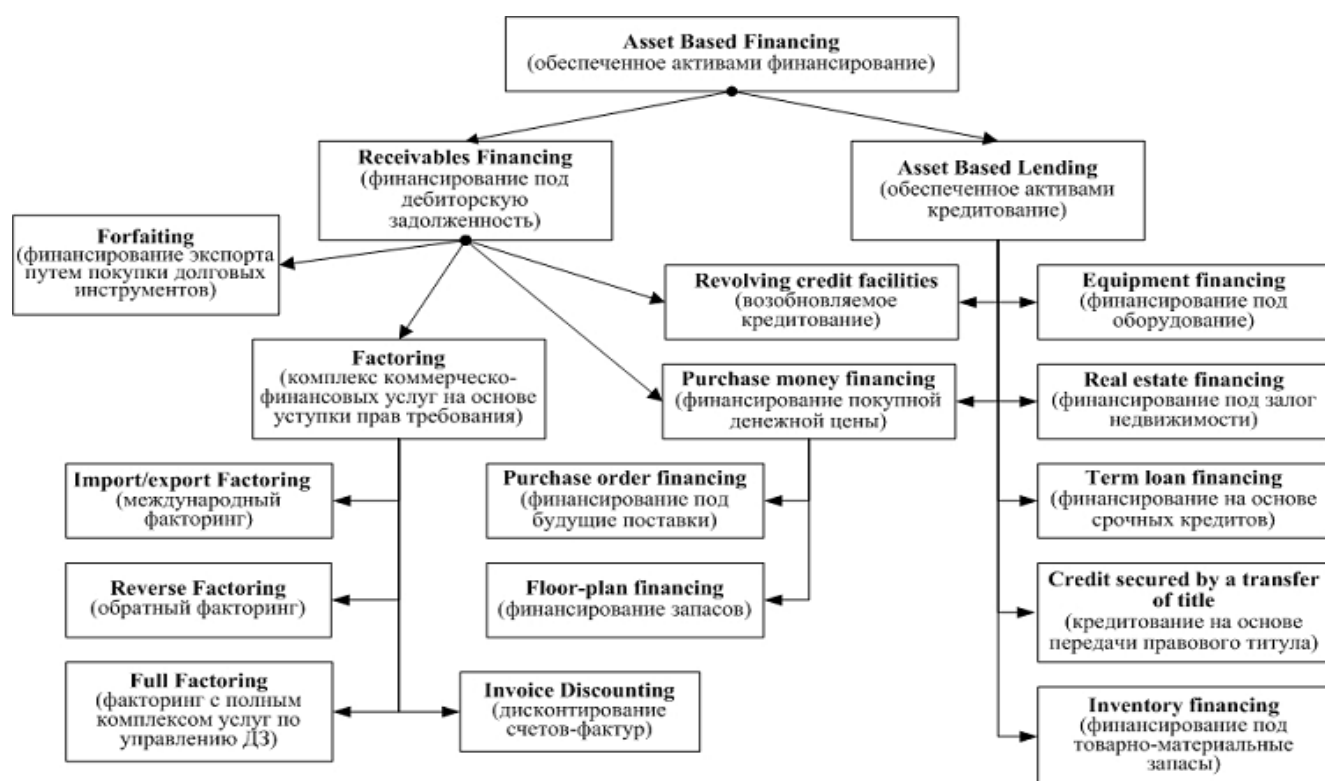 Asset Based Financing
(обеспеченное активами финансирование)
Receivables Financing
(финансирование под
дебиторскую
задолженность)
Asset Based Lending
(обеспеченное активами
кредитование)
Forfaiting
(финансирование экспорта
путем покупки долговых
инструментов)
Revolving credit facilities
(возобновляемое
кредитование)
Equipment financing
(финансирование под
оборудование)
Factoring
(комплекс коммерческо-
финансовых услуг на основе
уступки прав требования)
Purchase money financing
(финансирование покупной
денежной цены)
Real estate financing
(финансирование под залог
недвижимости)
Import/export Factoring
(международный
факторинг)
Purchase order financing
(финансирование под
будущие поставки)
Term loan financing
(финансирование на основе
срочных кредитов)
Reverse Factoring
(обратный факторинг)
Floor-plan financing
(финансирование запасов)
Credit secured by a transfer
of title
(кредитование на основе
передачи правового титула)
Full Factoring
(факторинг с полным
комплексом услуг по
управлению ДЗ)
Invoice Discounting
(дисконтирование
счетов-фактур)
Inventory financing
(финансирование под
товарно-материальные
запасы)